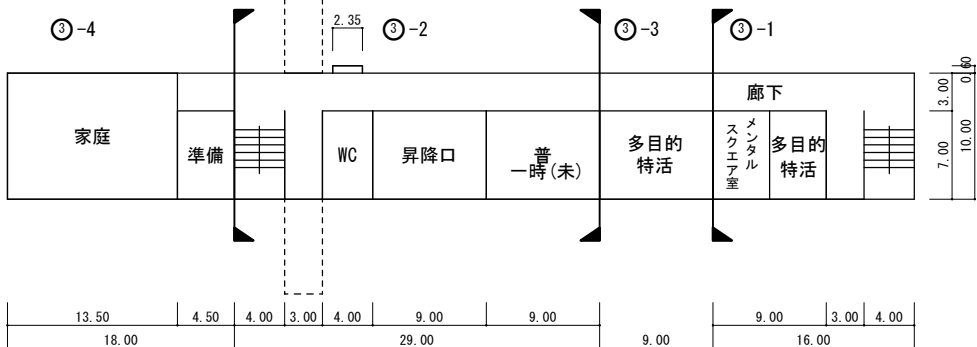 ③-4
2.35
③-2
③-3
③-1
0.60
3.00
10.00
7.00
廊下
家庭
準備
WC
昇降口
普
一時(未)
多目的
特活
メンタル
スクエア室
多目的
特活
13.50
4.50
4.00
3.00
4.00
9.00
9.00
9.00
3.00
4.00
18.00
29.00
9.00
16.00